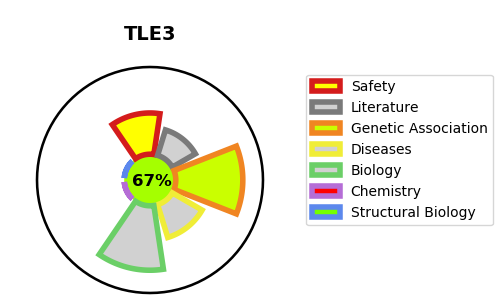 TLE3
67%
Safety
Literature
Genetic Association
Diseases
Biology
Chemistry
Structural Biology